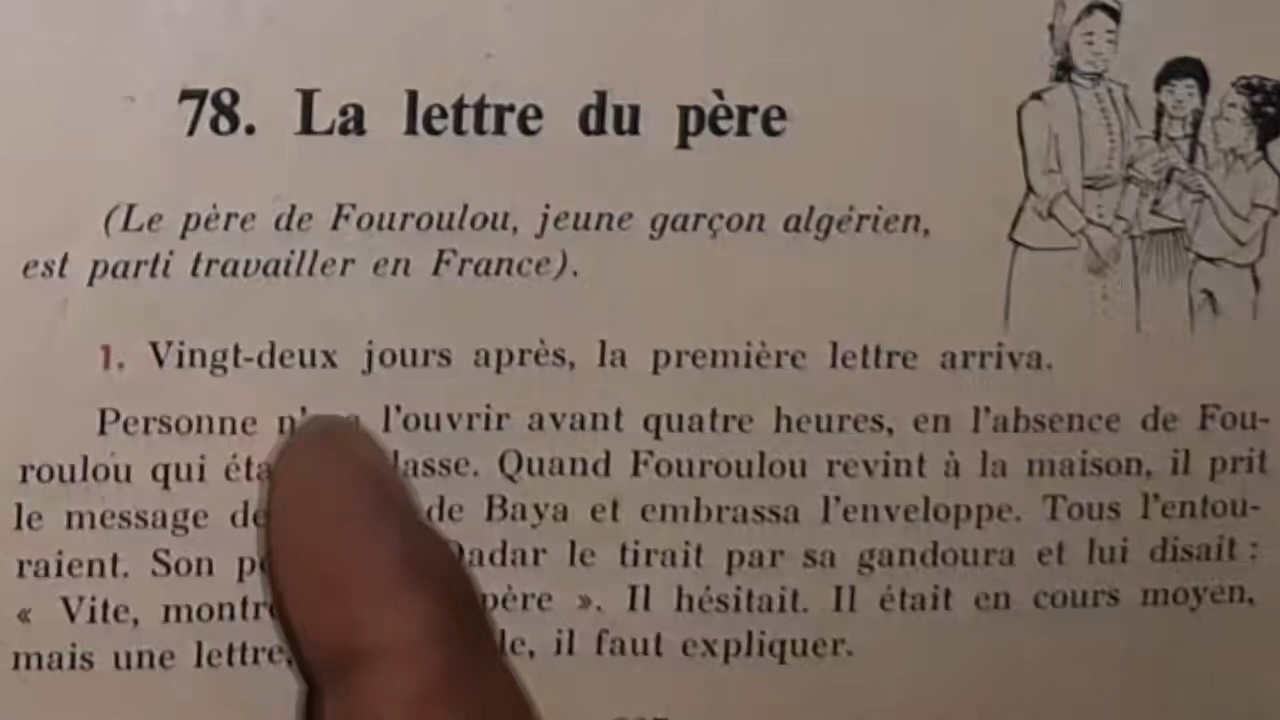 78. La lettre du père
(Le père de Fouroulou, jeune garçon algérien,
est parti travailler en France).
1. Vingt-deux jours après, la première lettre arriva.
Personne l'ouvrir avant quatre heures, en l'absence de Fou-
roulou qui Quand Fouroulou revint à la maison, il prit
le message de Baya et embrassa l'enveloppe. Tous l'entou-
raient. Son le tirait par sa gandoura et lui disait :
« Vite, père ». Il hésitait. Il était en cours moyen,
mais une lettre, il faut expliquer.